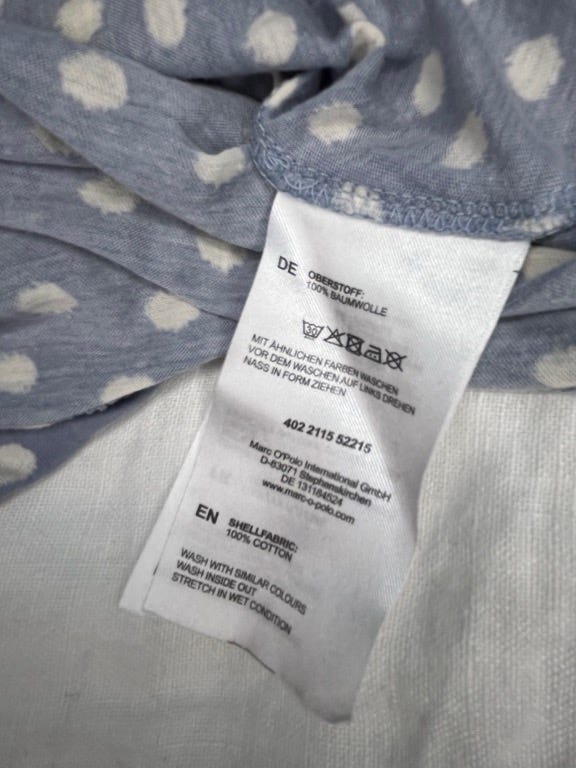 DE OBERSTOFF:
100% BAUMWOLLE
30
MIT ÄHNLICHEN FARBEN WASCHEN
VOR DEM WASCHEN AUF LINKS DREHEN
NASS IN FORM ZIEHEN
402 2115 52215
Marc O'Polo International GmbH
D-83071 Stephanskirchen
DE 131184524
www.marc-o-polo.com
EN SHELLFABRIC:
100% COTTON
WASH WITH SIMILAR COLOURS
WASH INSIDE OUT
STRETCH IN WET CONDITION